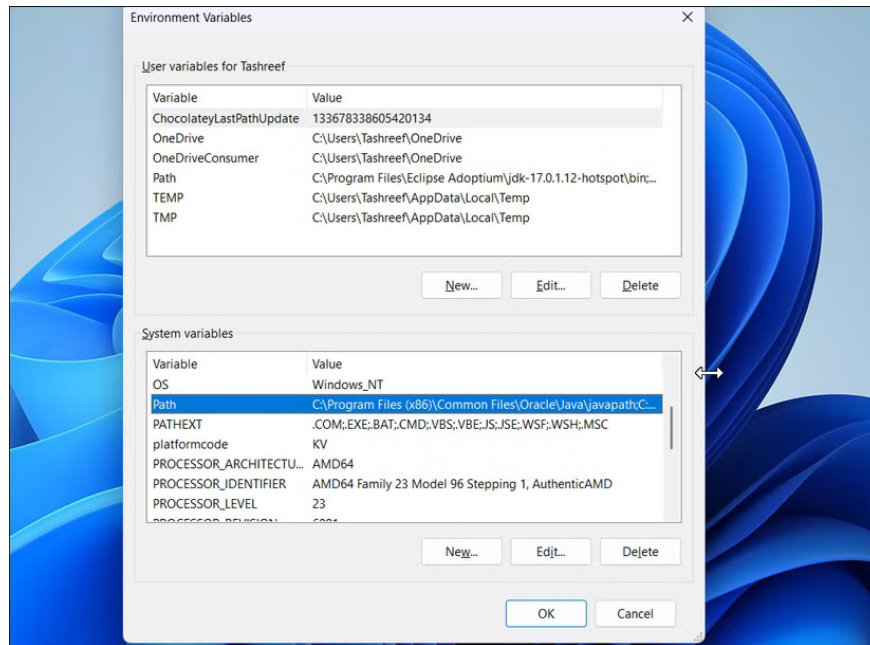 Environment Variables
User variables for Tashreef
Variable Value
ChocolateyLastPathUpdate 133678338605420134
OneDrive C:\Users\Tashreef\OneDrive
OneDriveConsumer C:\Users\Tashreef\OneDrive
Path C:\Program Files\Eclipse Adoptium\jdk-17.0.1.12-hotspot\bin;...
TEMP C:\Users\Tashreef\AppData\Local\Temp
TMP C:\Users\Tashreef\AppData\Local\Temp
New... Edit... Delete
System variables
Variable Value
OS Windows_NT
Path C:\Program Files (x86)\Common Files\Oracle\Java\javapath;C:...
PATHEXT .COM;.EXE;.BAT;.CMD;.VBS;.VBE;.JS;.JSE;.WSF;.WSH;.MSC
platformcode KV
PROCESSOR_ARCHITECTU... AMD64
PROCESSOR_IDENTIFIER AMD64 Family 23 Model 96 Stepping 1, AuthenticAMD
PROCESSOR_LEVEL 23
New... Edit... Delete
OK Cancel